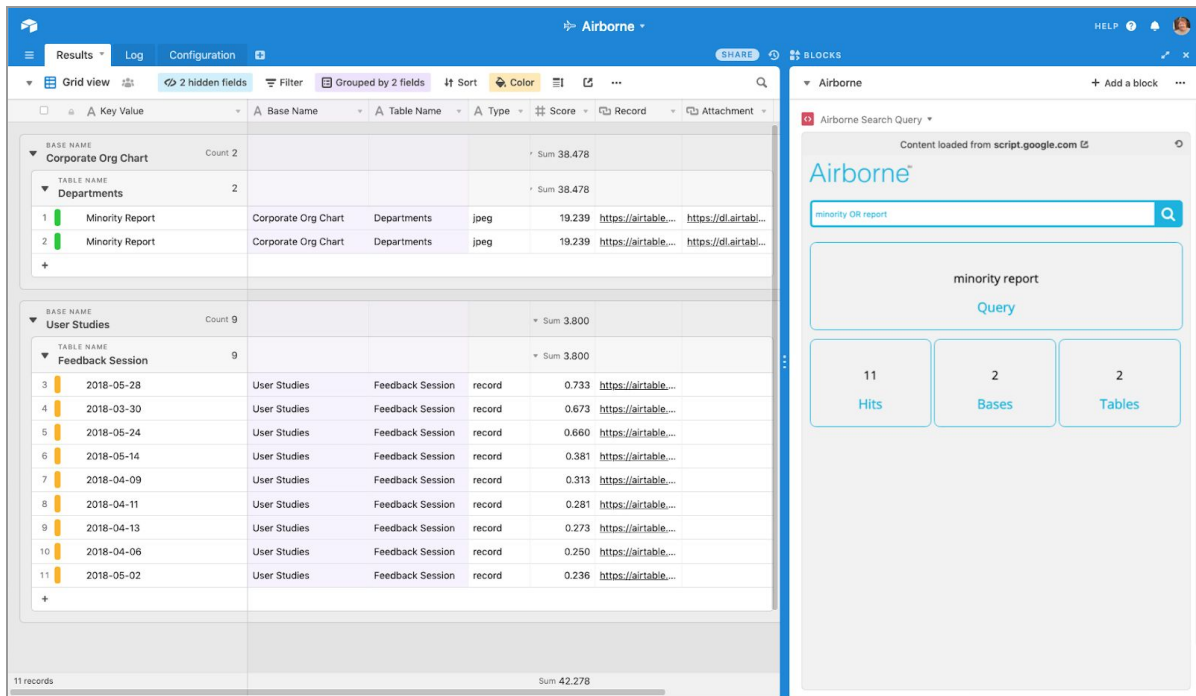 Airborne
HELP
Results Log Configuration SHARE BLOCKS
Grid view 2 hidden fields Filter Grouped by 2 fields Sort Color ... Airborne + Add a block ...
Key Value Base Name Table Name Type Score Record Attachment
Airborne Search Query
Content loaded from script.google.com
Airborne
minority OR report
minority report
Query
11 2 2
Hits Bases Tables
BASE NAME
Corporate Org Chart Count 2 Sum 38.478
TABLE NAME
Departments 2 Sum 38.478
1 Minority Report Corporate Org Chart Departments jpeg 19.239 https://airtable.... https://dl.airtabl...
2 Minority Report Corporate Org Chart Departments jpeg 19.239 https://airtable.... https://dl.airtabl...
+
BASE NAME
User Studies Count 9 Sum 3.800
TABLE NAME
Feedback Session 9 Sum 3.800
3 2018-05-28 User Studies Feedback Session record 0.733 https://airtable....
4 2018-03-30 User Studies Feedback Session record 0.673 https://airtable....
5 2018-05-24 User Studies Feedback Session record 0.660 https://airtable....
6 2018-05-14 User Studies Feedback Session record 0.381 https://airtable....
7 2018-04-09 User Studies Feedback Session record 0.313 https://airtable....
8 2018-04-11 User Studies Feedback Session record 0.281 https://airtable....
9 2018-04-13 User Studies Feedback Session record 0.273 https://airtable....
10 2018-04-06 User Studies Feedback Session record 0.250 https://airtable....
11 2018-05-02 User Studies Feedback Session record 0.236 https://airtable....
+
11 records Sum 42.278